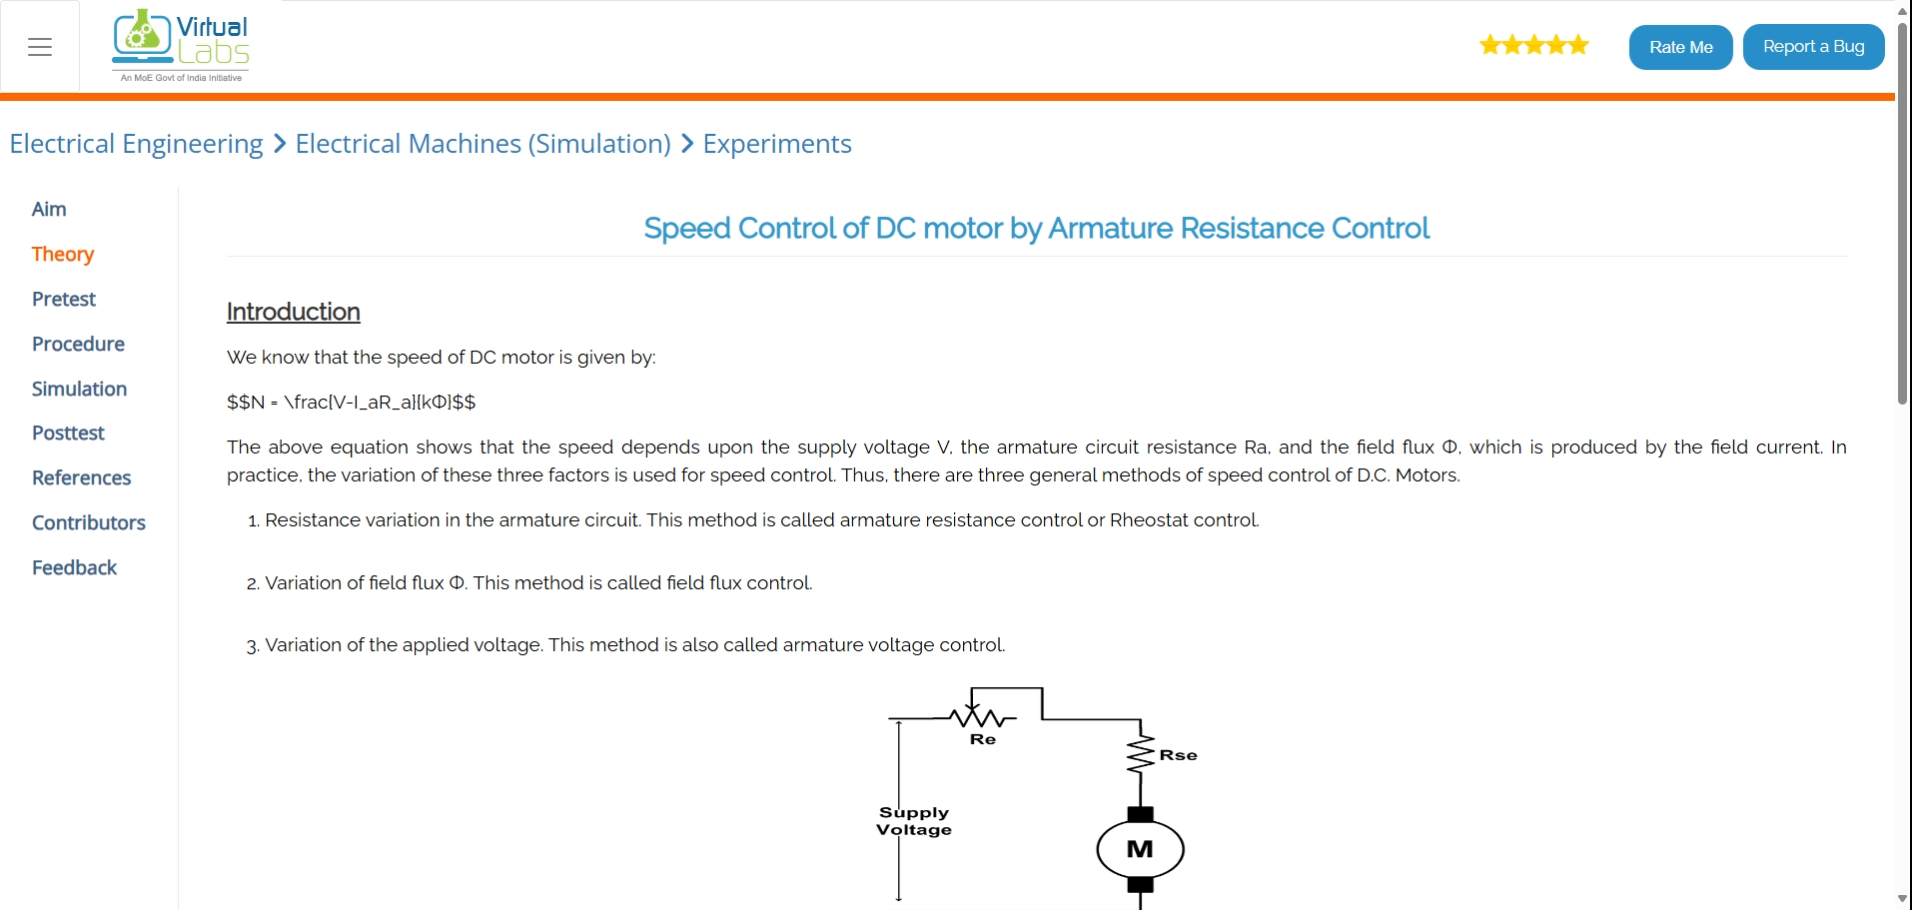 Virtual
Labs
An MoE Govt of India Initiative
Rate Me
Report a Bug
Electrical Engineering > Electrical Machines (Simulation) > Experiments
Aim
Theory
Pretest
Procedure
Simulation
Posttest
References
Contributors
Feedback
Speed Control of DC motor by Armature Resistance Control
Introduction
We know that the speed of DC motor is given by:
$$N = \frac{V-I_aR_a}{kΦ}$$
The above equation shows that the speed depends upon the supply voltage V, the armature circuit resistance Ra, and the field flux Φ, which is produced by the field current. In
practice, the variation of these three factors is used for speed control. Thus, there are three general methods of speed control of D.C. Motors.
1. Resistance variation in the armature circuit. This method is called armature resistance control or Rheostat control.
2. Variation of field flux Φ. This method is called field flux control.
3. Variation of the applied voltage. This method is also called armature voltage control.
Re
Rse
Supply
Voltage
M